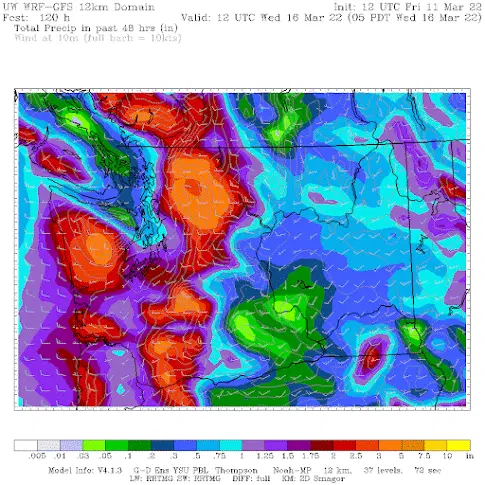 UW WRF-GFS 12km Domain Init: 12 UTC Fri 11 Mar 22
Fcst: 120 h Valid: 12 UTC Wed 16 Mar 22 (05 PDT Wed 16 Mar 22)
Total Precip in past 48 hrs (in)
Wind at 10m (full barb = 10kts)
.005 .01 .03 .05 .1 .2 .3 .5 .75 1 1.25 1.5 1.75 2 2.5 3 5 7.5 10 in
Model Info: V4.1.3 G-D Ens YSU PBL Thompson Noah-MP 12 km, 37 levels, 72 sec
LW: RRTMG SW: RRTMG DIFF: full KM: 2D Smagor